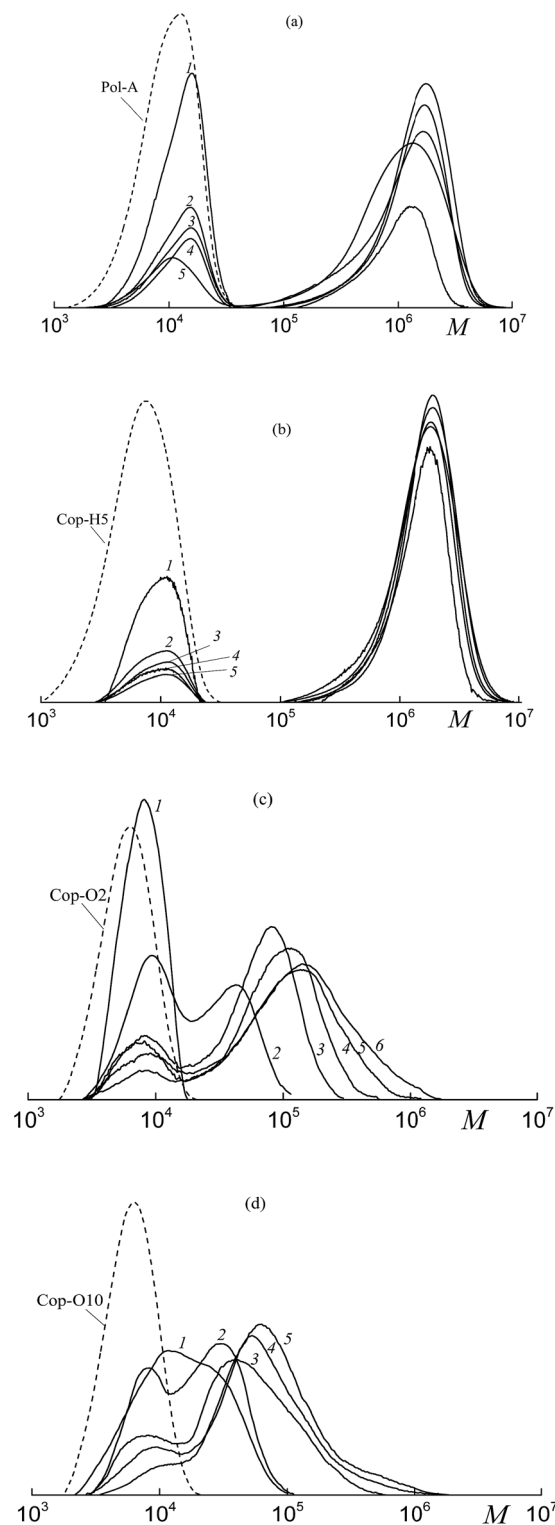 (a)
Pol-A
1
2
3
4
5
10³ 10⁴ 10⁵ 10⁶ M 10⁷
(b)
Cop-H5
1
2 3
4
5
10³ 10⁴ 10⁵ 10⁶ M 10⁷
(c)
1
Cop-O2
2 3 4 5 6
10³ 10⁴ 10⁵ 10⁶ M 10⁷
(d)
Cop-O10
1 2 3 4 5
10³ 10⁴ 10⁵ 10⁶ M 10⁷